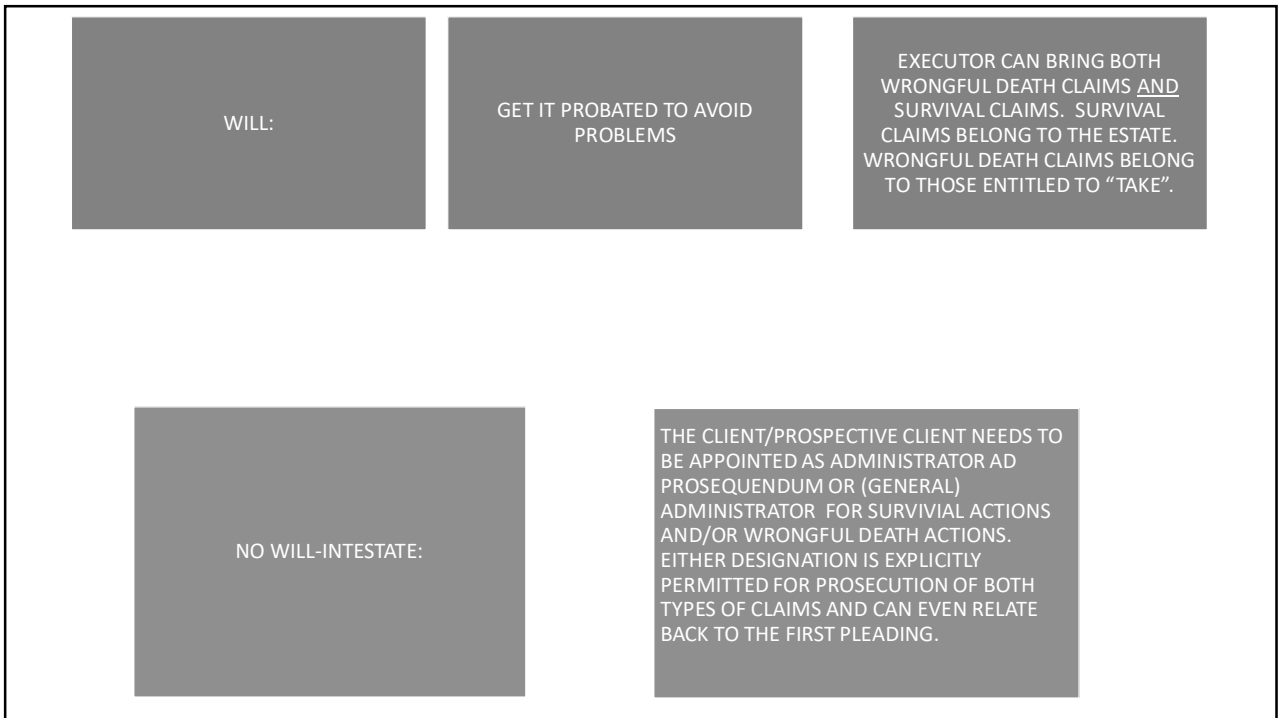 WILL:
GET IT PROBATED TO AVOID
PROBLEMS
EXECUTOR CAN BRING BOTH
WRONGFUL DEATH CLAIMS AND
SURVIVAL CLAIMS. SURVIVAL
CLAIMS BELONG TO THE ESTATE.
WRONGFUL DEATH CLAIMS BELONG
TO THOSE ENTITLED TO “TAKE”.
NO WILL-INTESTATE:
THE CLIENT/PROSPECTIVE CLIENT NEEDS TO
BE APPOINTED AS ADMINISTRATOR AD
PROSEQUENDUM OR (GENERAL)
ADMINISTRATOR FOR SURVIVIAL ACTIONS
AND/OR WRONGFUL DEATH ACTIONS.
EITHER DESIGNATION IS EXPLICITLY
PERMITTED FOR PROSECUTION OF BOTH
TYPES OF CLAIMS AND CAN EVEN RELATE
BACK TO THE FIRST PLEADING.